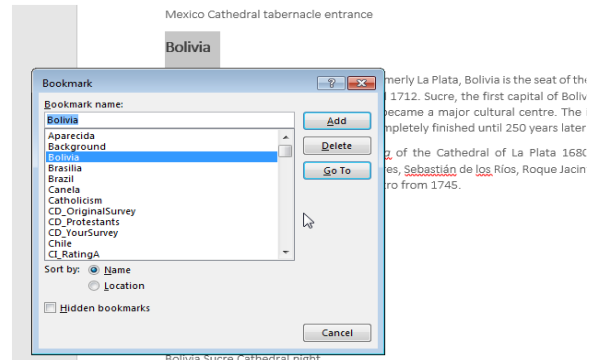 Mexico Cathedral tabernacle entrance
Bolivia
merly La Plata, Bolivia is the seat of the
1712. Sucre, the first capital of Boliv
ecame a major cultural centre. The
mpletely finished until 250 years later
g of the Cathedral of La Plata 1680
es, Sebastián de los Ríos, Roque Jacin
ro from 1745.
Bookmark
Bookmark name:
Bolivia
Add
Aparecida
Background
Bolivia
Brasilia
Brazil
Canela
Catholicism
CD_OriginalSurvey
CD_Protestants
CD_YourSurvey
Chile
CI_RatingA
Delete
Go To
Sort by: Name
Location
Hidden bookmarks
Cancel
Bolivia Sucre Cathedral night